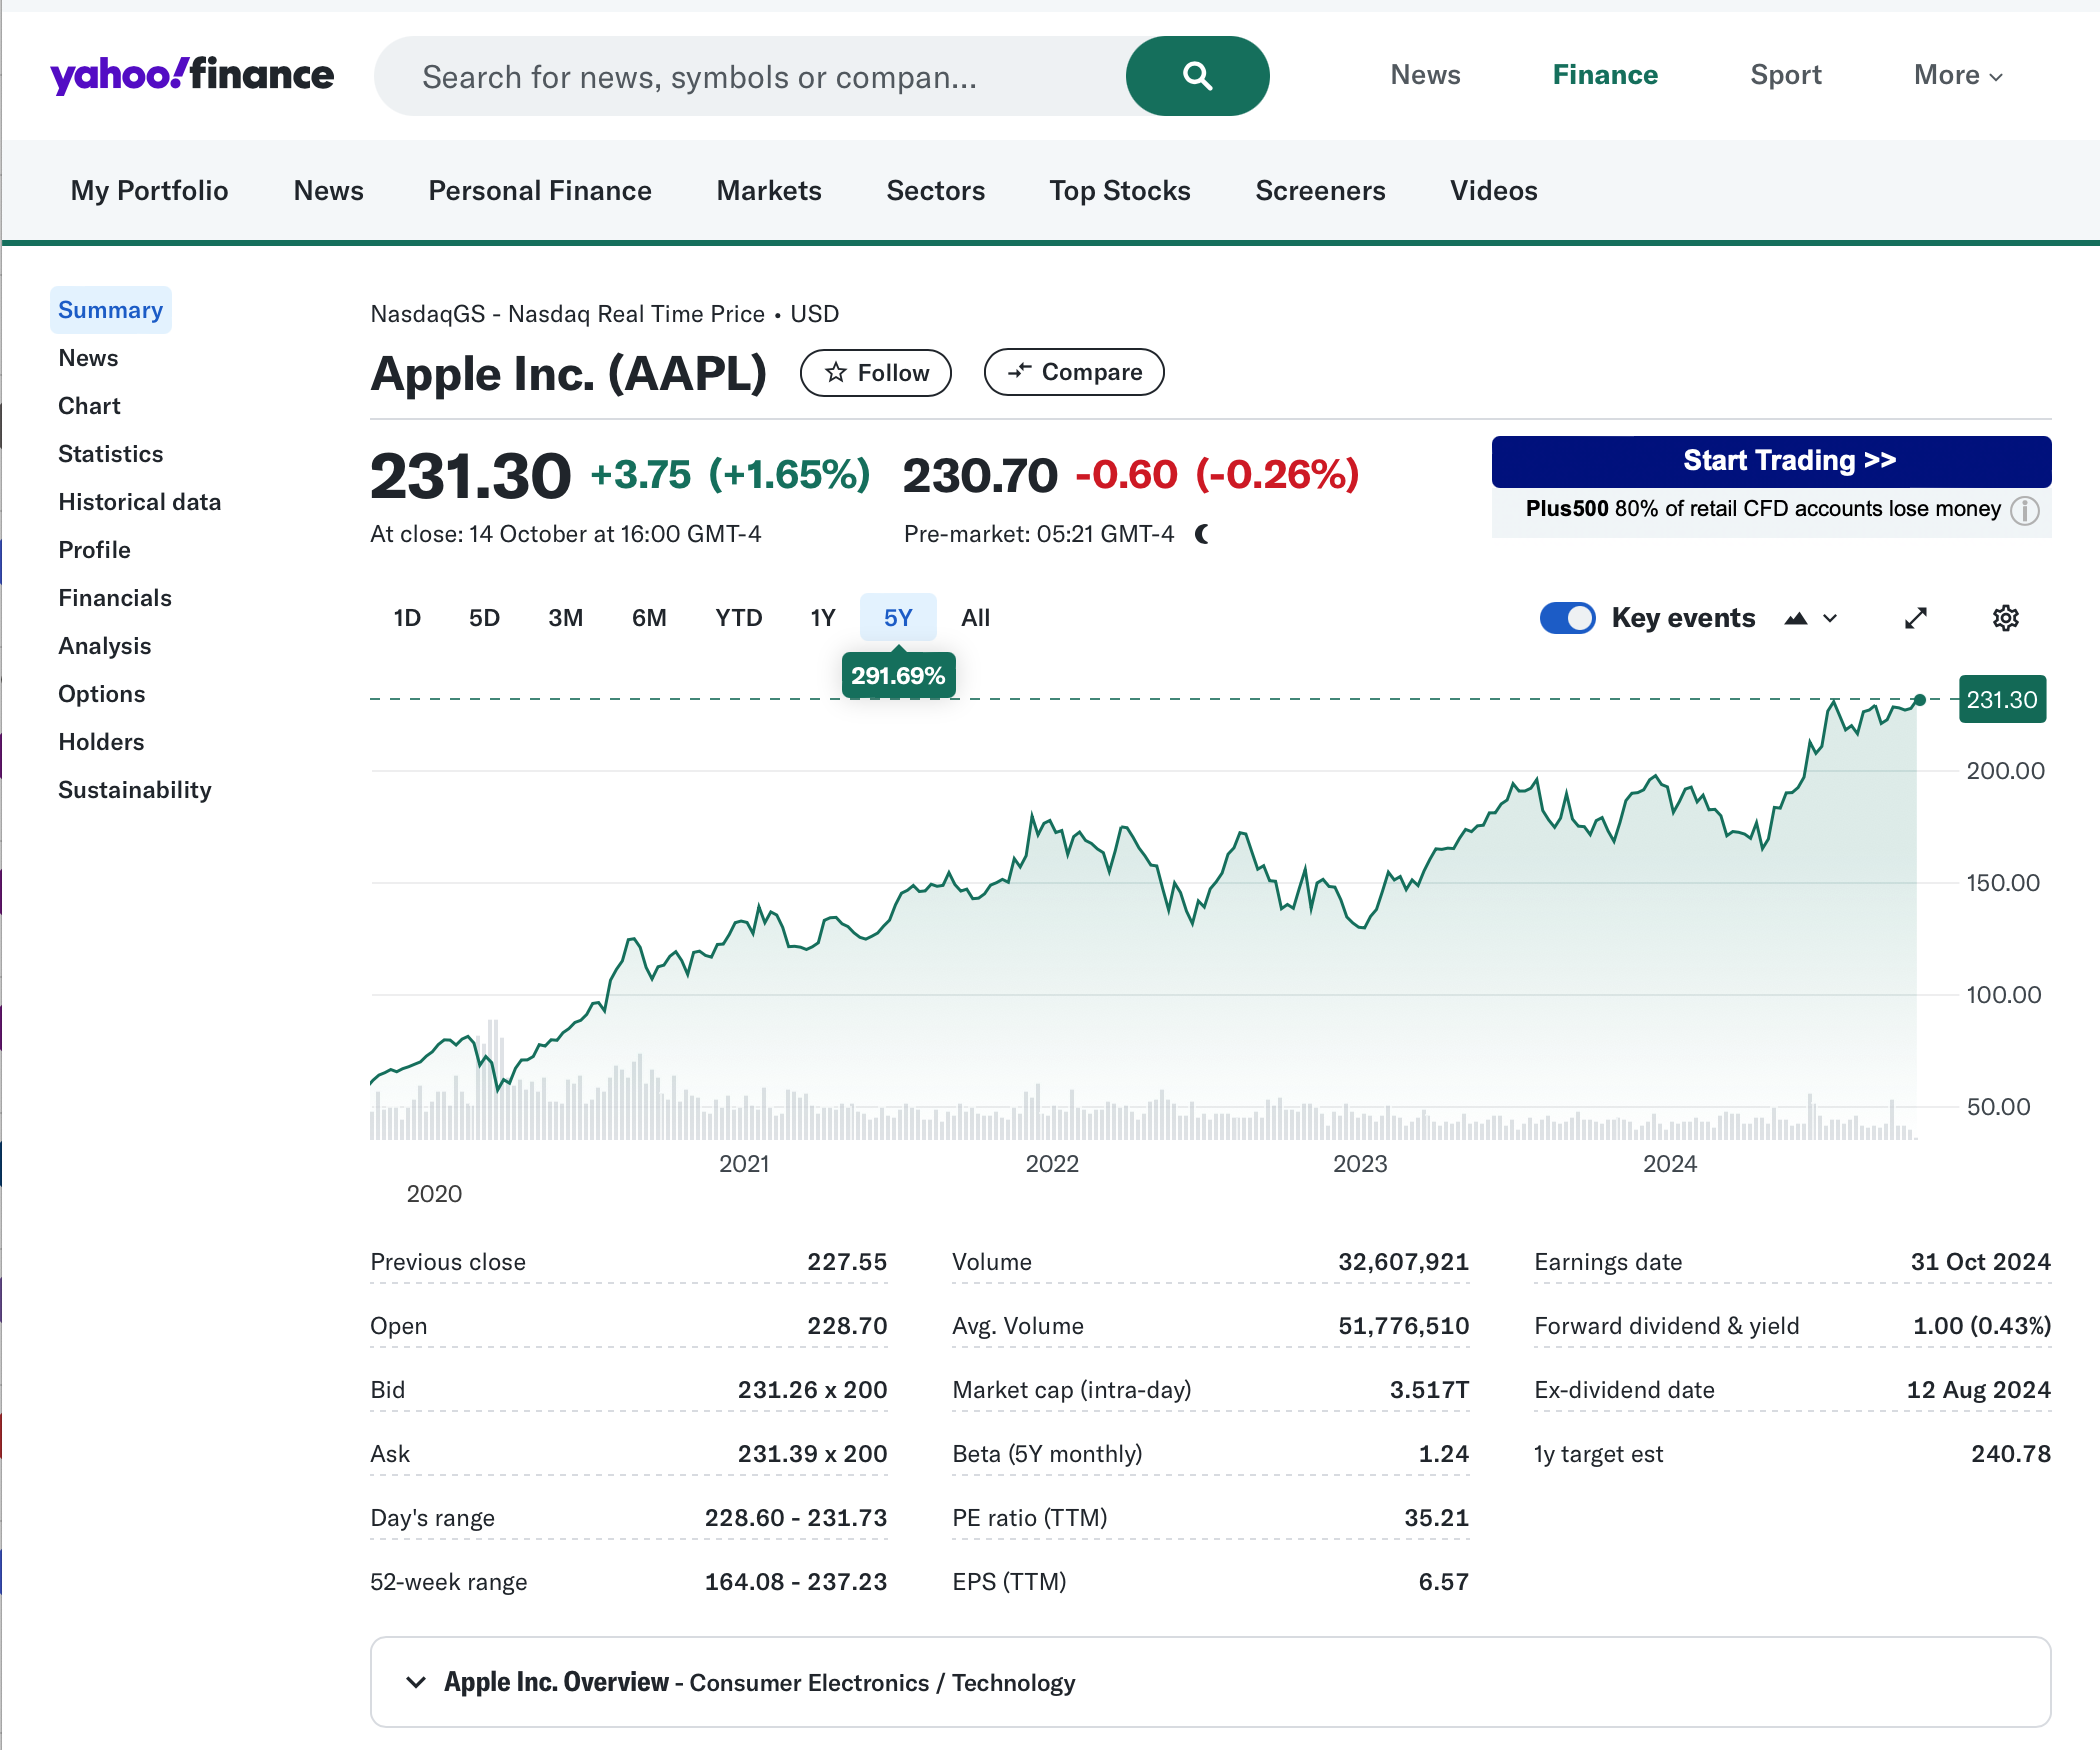 yahoo!finance
Search for news, symbols or compan...
News Finance Sport More
My Portfolio News Personal Finance Markets Sectors Top Stocks Screeners Videos
Summary
News
Chart
Statistics
Historical data
Profile
Financials
Analysis
Options
Holders
Sustainability
NasdaqGS - Nasdaq Real Time Price • USD
Apple Inc. (AAPL) Follow Compare
231.30 +3.75 (+1.65%) 230.70 -0.60 (-0.26%)
At close: 14 October at 16:00 GMT-4 Pre-market: 05:21 GMT-4
Start Trading >>
Plus500 80% of retail CFD accounts lose money
1D 5D 3M 6M YTD 1Y 5Y All
Key events
291.69%
231.30
200.00
150.00
100.00
50.00
2021 2022 2023 2024
2020
Previous close 227.55
Open 228.70
Bid 231.26 x 200
Ask 231.39 x 200
Day's range 228.60 - 231.73
52-week range 164.08 - 237.23
Volume 32,607,921
Avg. Volume 51,776,510
Market cap (intra-day) 3.517T
Beta (5Y monthly) 1.24
PE ratio (TTM) 35.21
EPS (TTM) 6.57
Earnings date 31 Oct 2024
Forward dividend & yield 1.00 (0.43%)
Ex-dividend date 12 Aug 2024
1y target est 240.78
Apple Inc. Overview - Consumer Electronics / Technology